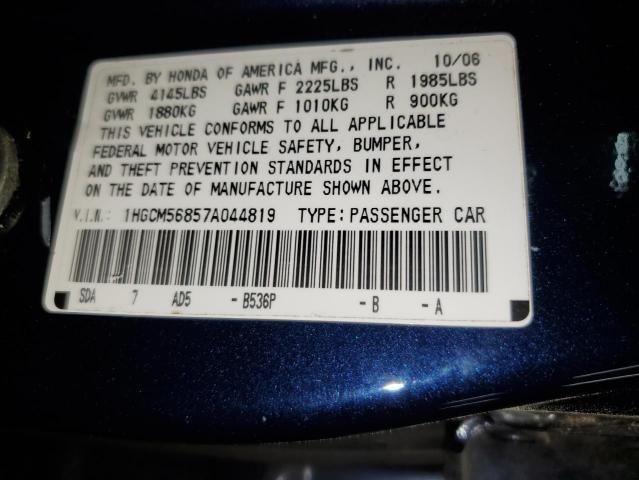 MFD. BY HONDA OF AMERICA MFG., INC. 10/06
GVWR 4145LBS GAWR F 2225LBS R 1985LBS
GVWR 1880KG GAWR F 1010KG R 900KG
THIS VEHICLE CONFORMS TO ALL APPLICABLE
FEDERAL MOTOR VEHICLE SAFETY, BUMPER,
AND THEFT PREVENTION STANDARDS IN EFFECT
ON THE DATE OF MANUFACTURE SHOWN ABOVE.
V.I.N.: 1HGCM56857A044819 TYPE:PASSENGER CAR
SDA 7 AD5 -B536P -B -A